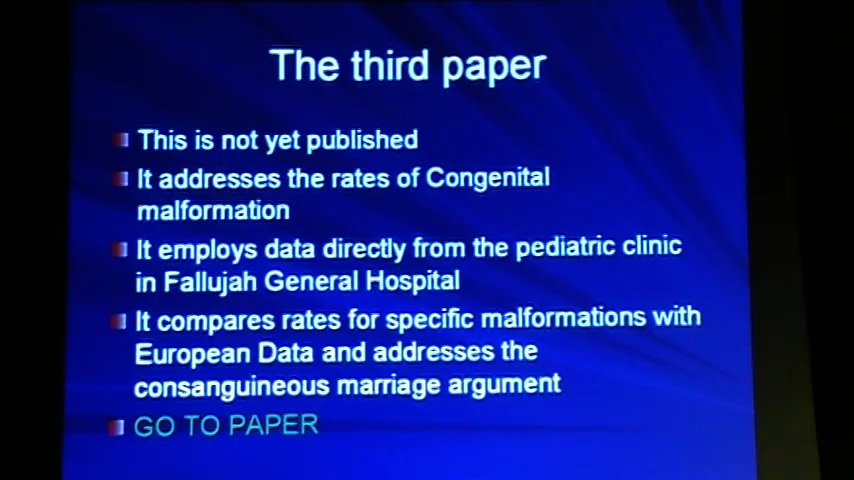 The third paper
This is not yet published
It addresses the rates of Congenital
malformation
It employs data directly from the pediatric clinic
in Fallujah General Hospital
It compares rates for specific malformations with
European Data and addresses the
consanguineous marriage argument
GO TO PAPER